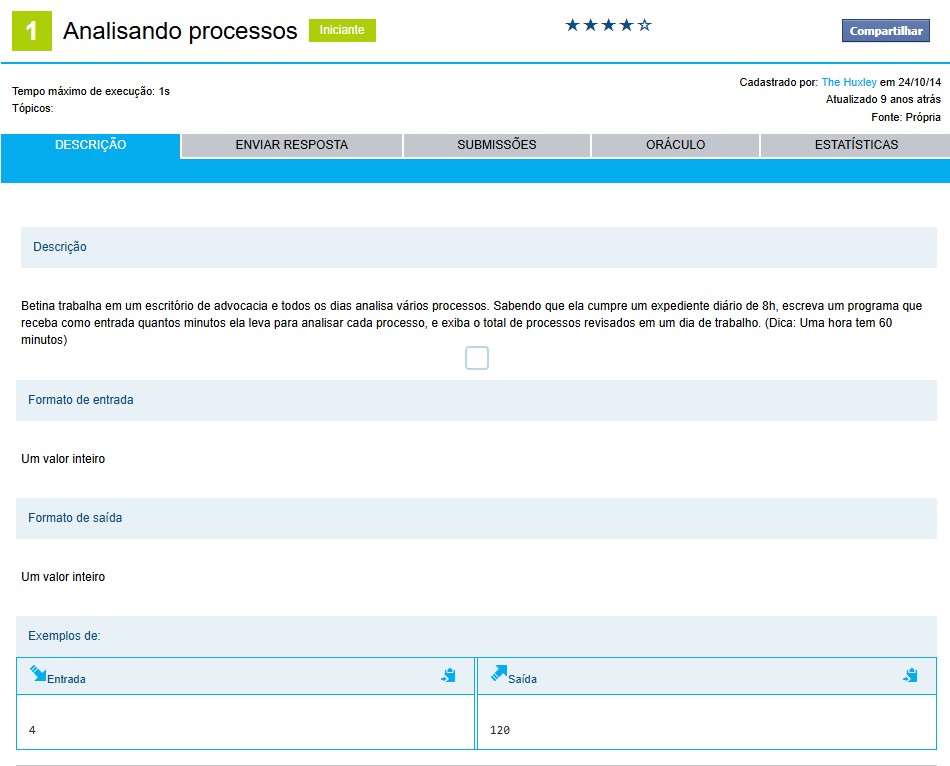 1 Analisando processos Iniciante ★★★★☆ Compartilhar
Cadastrado por: The Huxley em 24/10/14
Tempo máximo de execução: 1s
Atualizado 9 anos atrás
Tópicos:
Fonte: Própria
DESCRIÇÃO ENVIAR RESPOSTA SUBMISSÕES ORÁCULO ESTATÍSTICAS
Descrição
Betina trabalha em um escritório de advocacia e todos os dias analisa vários processos. Sabendo que ela cumpre um expediente diário de 8h, escreva um programa que
receba como entrada quantos minutos ela leva para analisar cada processo, e exiba o total de processos revisados em um dia de trabalho. (Dica: Uma hora tem 60
minutos)
Formato de entrada
Um valor inteiro
Formato de saída
Um valor inteiro
Exemplos de:
Entrada Saída
4 120